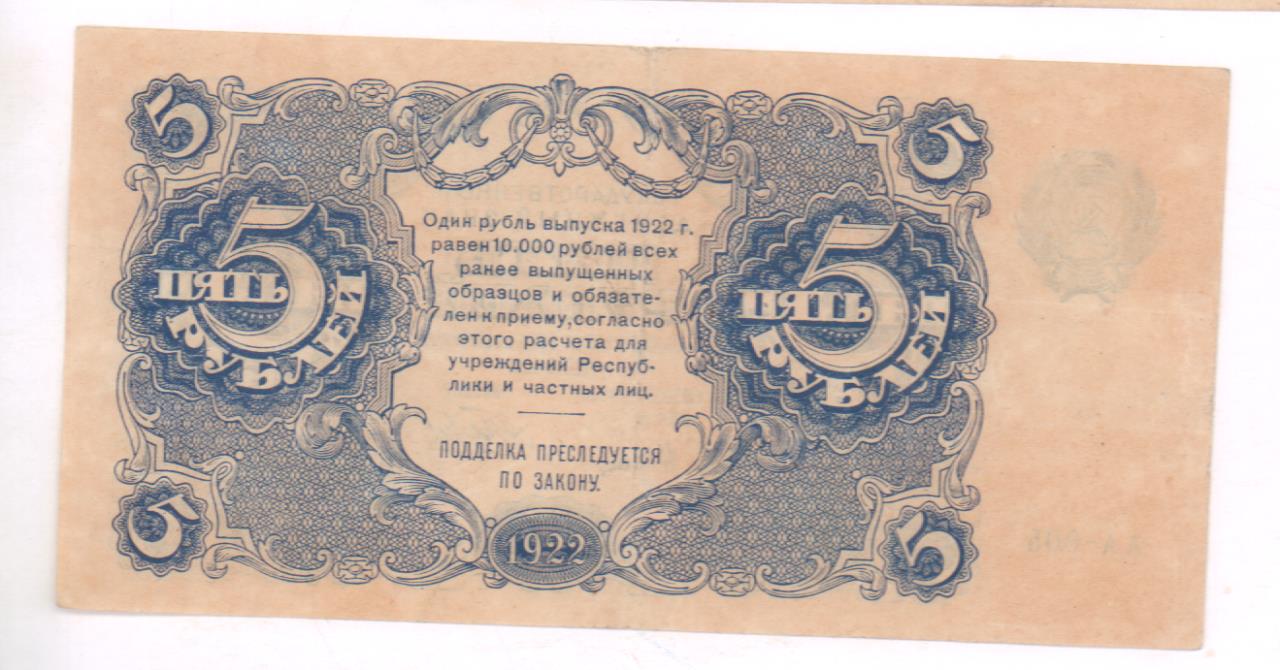 5
5
5
ПЯТЬ
РУБЛЕЙ
Один рубль выпуска 1922 г.
равен 10.000 рублей всех
ранее выпущенных
образцов и обязате-
лен к приему, согласно
этого расчета для
учреждений Респуб-
лики и частных лиц.
ПОДДЕЛКА ПРЕСЛЕДУЕТСЯ
ПО ЗАКОНУ.
5
ПЯТЬ
РУБЛЕЙ
5
1922
5